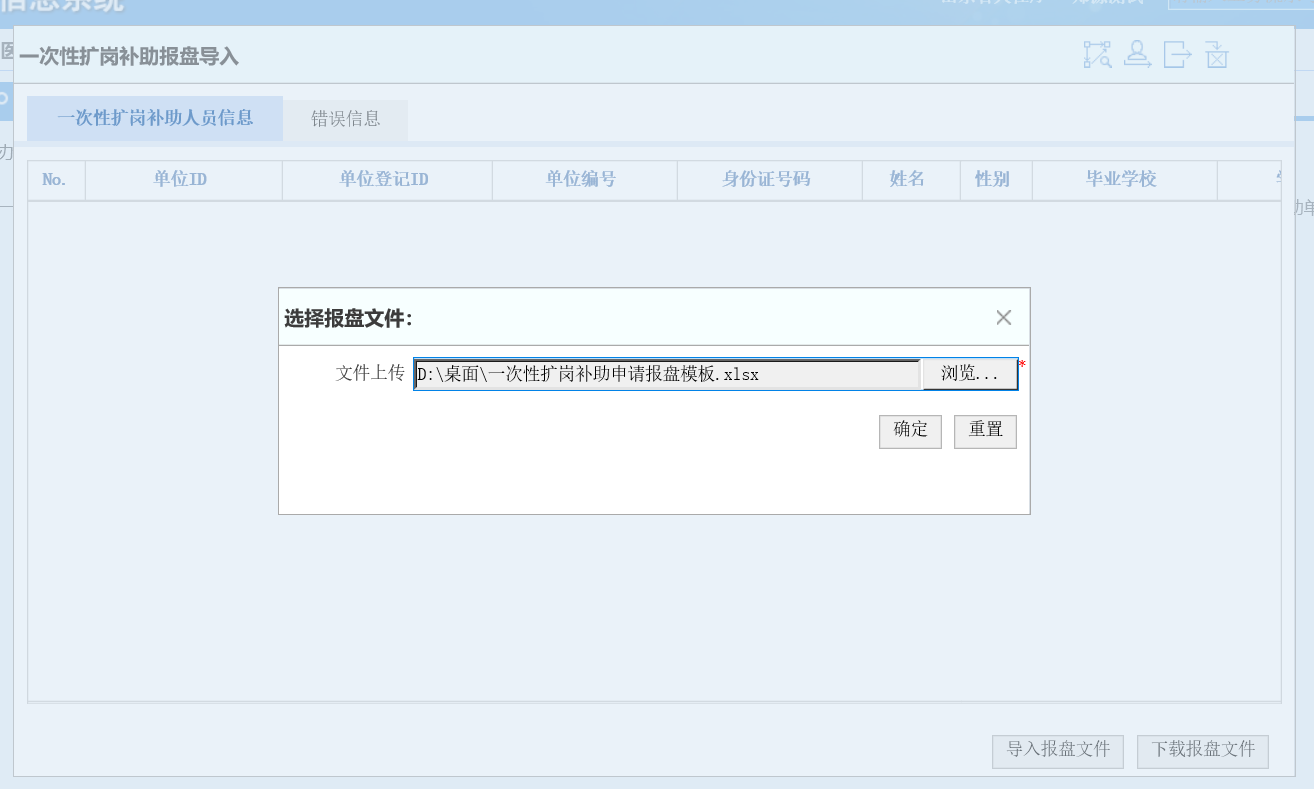 信息系统
一次性扩岗补助报盘导入
一次性扩岗补助人员信息 错误信息
No. 单位ID 单位登记ID 单位编号 身份证号码 姓名 性别 毕业学校
选择报盘文件：
文件上传 D:\桌面\一次性扩岗补助申请报盘模板.xlsx 浏览... *
确定 重置
导入报盘文件 下载报盘文件